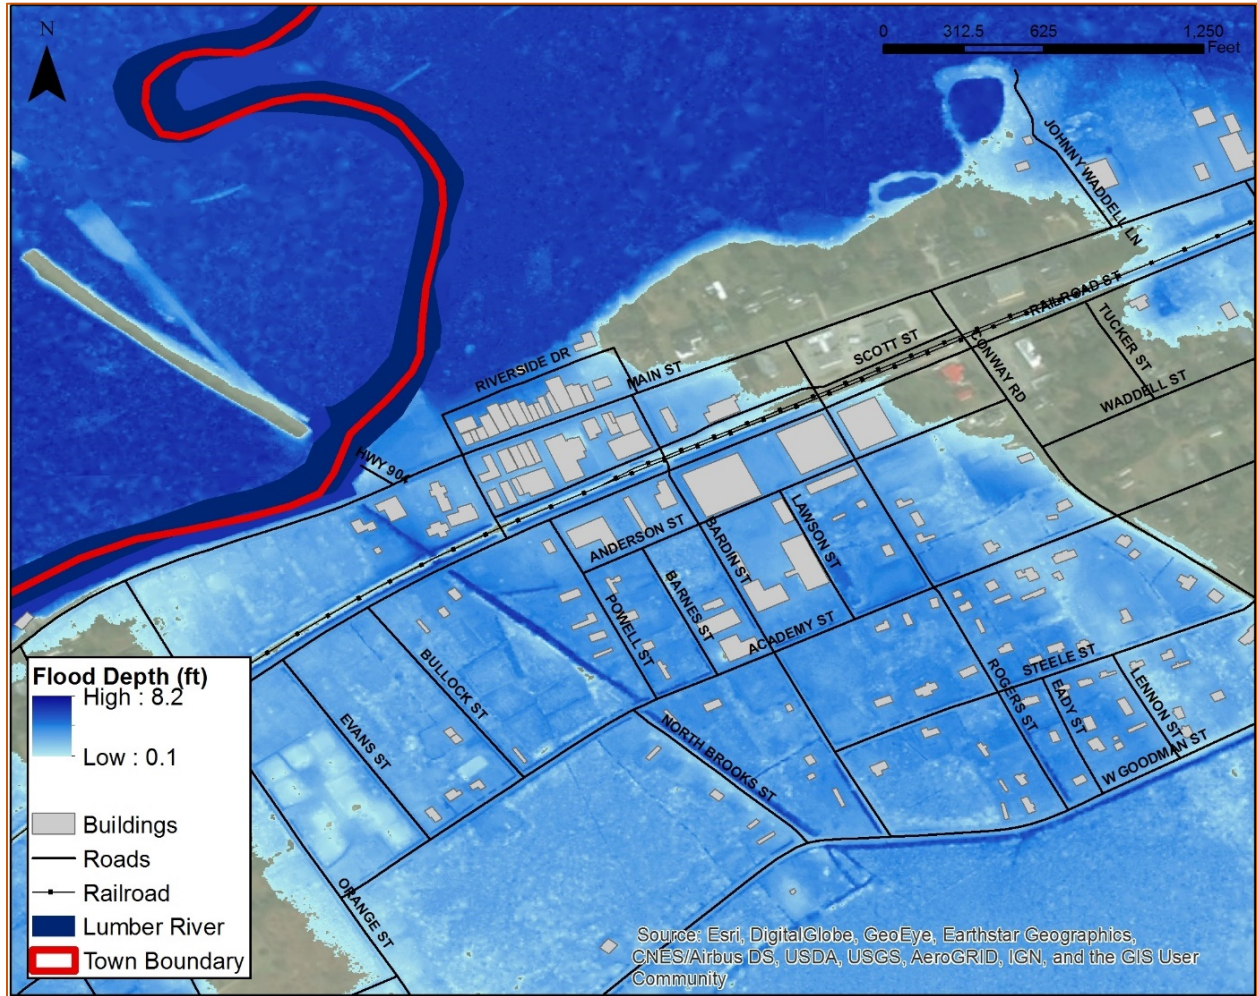 N
0 312.5 625 1,250
Feet
JOHNNY WADDELL LN
RAILROAD ST
TUCKER ST
SCOTT ST
CONWAY RD
WADDELL ST
RIVERSIDE DR
MAIN ST
HWY 904
ANDERSON ST
BARDIN ST
LAWSON ST
BARNES ST
POWELL ST
ACADEMY ST
BULLOCK ST
EVANS ST
NORTH BROOKS ST
ROGERS ST
STEELE ST
EADY ST
LENNON ST
W GOODMAN ST
ORANGE ST
Flood Depth (ft)
High : 8.2
Low : 0.1
Buildings
Roads
Railroad
Lumber River
Town Boundary
Source: Esri, DigitalGlobe, GeoEye, Earthstar Geographics,
CNES/Airbus DS, USDA, USGS, AeroGRID, IGN, and the GIS User
Community